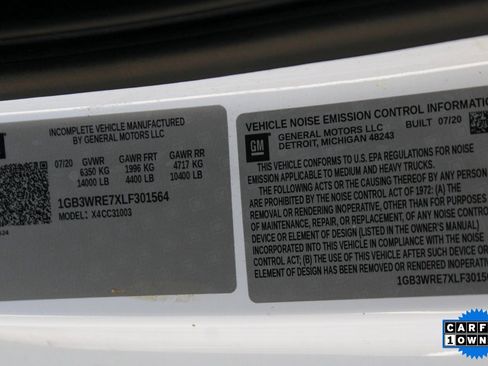 INCOMPLETE VEHICLE MANUFACTURED
BY GENERAL MOTORS LLC
07/20 GVWR GAWR FRT GAWR RR
6350 KG 1996 KG 4717 KG
14000 LB 4400 LB 10400 LB
1GB3WRE7XLF301564
MODEL: X4CC31003
VEHICLE NOISE EMISSION CONTROL INFORMATI
GM
GENERAL MOTORS LLC BUILT 07/20
DETROIT, MICHIGAN 48243
THIS VEHICLE CONFORMS TO U.S. EPA REGULATIONS FOR NOISE
EMISSION APPLICABLE TO MEDIUM AND HEAVY TRUCKS.
THE FOLLOWING ACTS OR THE CAUSING THEREOF BY ANY PERSON
ARE PROHIBITED BY THE NOISE CONTROL ACT OF 1972: (A) THE
REMOVAL OR RENDERING INOPERATIVE, OTHER THAN FOR PURPOSES OF
MAINTENANCE, REPAIR, OR REPLACEMENT, OF ANY NOISE CONTROL
DEVICE OR ELEMENT OF DESIGN (LISTED IN THE OWNER'S MANUAL)
INCORPORATED INTO THIS VEHICLE IN COMPLIANCE WITH THE NOISE
CONTROL ACT; (B) THE USE OF THIS VEHICLE AFTER SUCH DEVICE OR
ELEMENT OF DESIGN HAS BEEN REMOVED OR RENDERED INOPERATIVE.
1GB3WRE7XLF30156
CARF
1 OWN